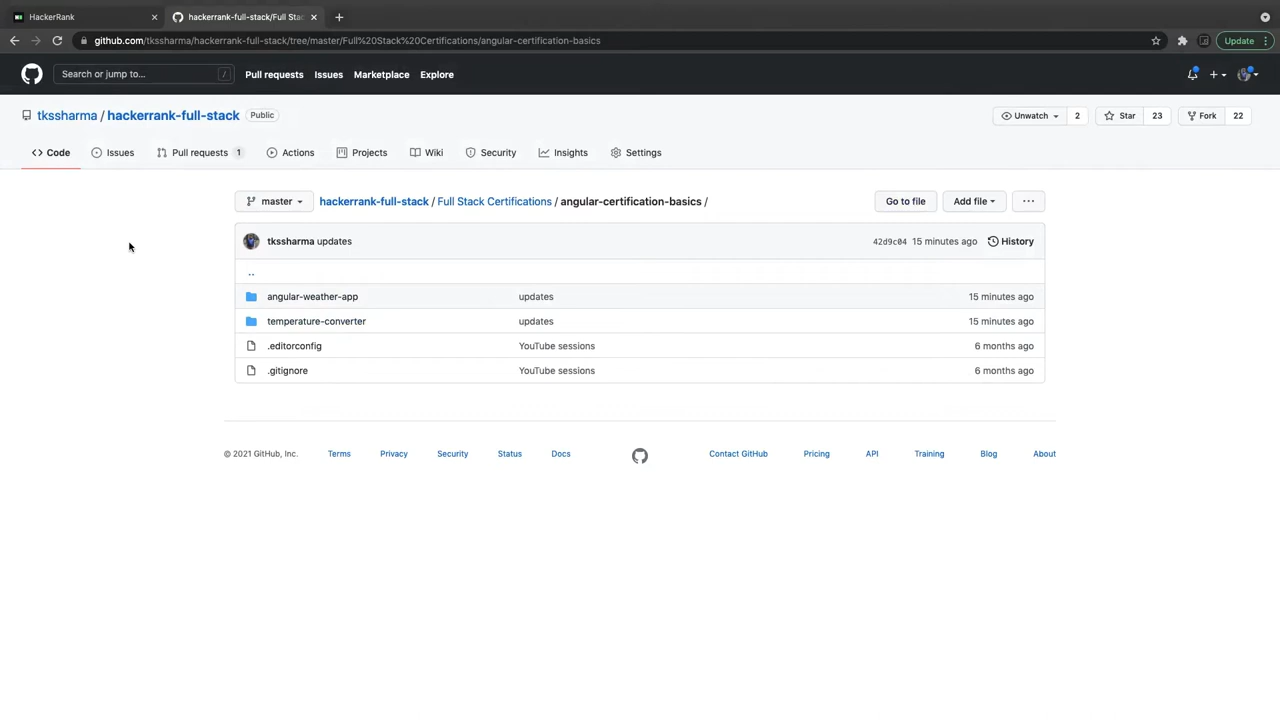 HackerRank
hackerrank-full-stack/Full Stac
github.com/tkssharma/hackerrank-full-stack/tree/master/Full%20Stack%20Certifications/angular-certification-basics
Update
Search or jump to... /
Pull requests Issues Marketplace Explore
tkssharma / hackerrank-full-stack Public
Unwatch 2 Star 23 Fork 22
Code Issues Pull requests 1 Actions Projects Wiki Security Insights Settings
master hackerrank-full-stack / Full Stack Certifications / angular-certification-basics / Go to file Add file ...
tkssharma updates 42d9c04 15 minutes ago History
..
angular-weather-app updates 15 minutes ago
temperature-converter updates 15 minutes ago
.editorconfig YouTube sessions 6 months ago
.gitignore YouTube sessions 6 months ago
© 2021 GitHub, Inc. Terms Privacy Security Status Docs Contact GitHub Pricing API Training Blog About